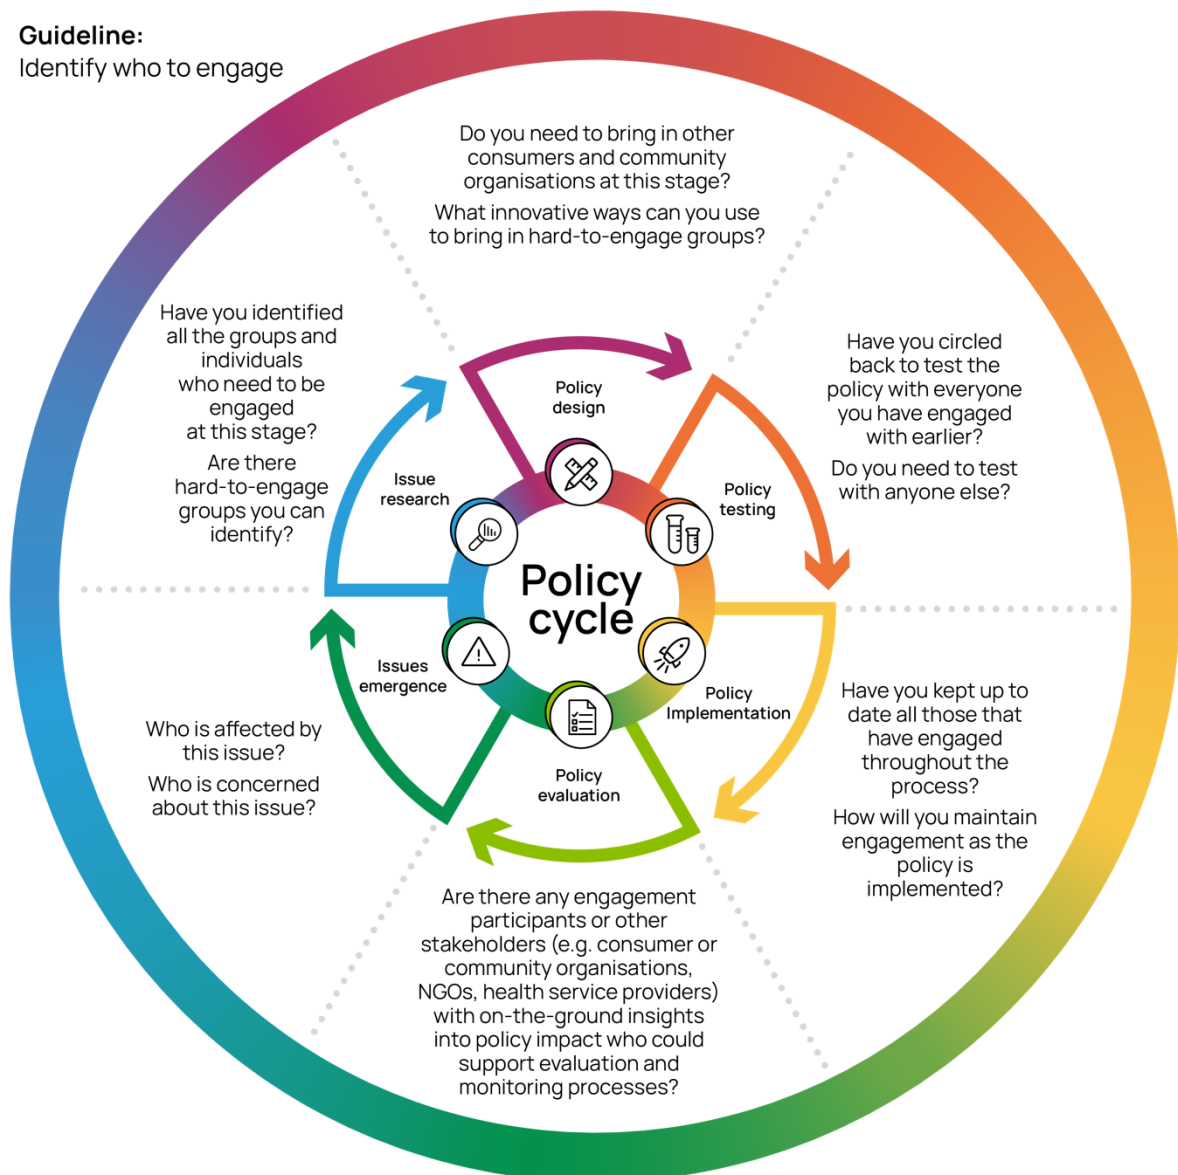 Guideline:
Identify who to engage
Do you need to bring in other
consumers and community
organisations at this stage?
What innovative ways can you use
to bring in hard-to-engage groups?
Have you identified
all the groups and
individuals
who need to be
engaged
at this stage?
Are there
hard-to-engage
groups you can
identify?
Have you circled
back to test the
policy with everyone
you have engaged
with earlier?
Do you need to test
with anyone else?
Policy
design
Issue
research
Policy
testing
Policy
cycle
Issues
emergence
Policy
Implementation
Policy
evaluation
Who is affected by
this issue?
Who is concerned
about this issue?
Have you kept up to
date all those that
have engaged
throughout the
process?
How will you maintain
engagement as the
policy is
implemented?
Are there any engagement
participants or other
stakeholders (e.g. consumer or
community organisations,
NGOs, health service providers)
with on-the-ground insights
into policy impact who could
support evaluation and
monitoring processes?